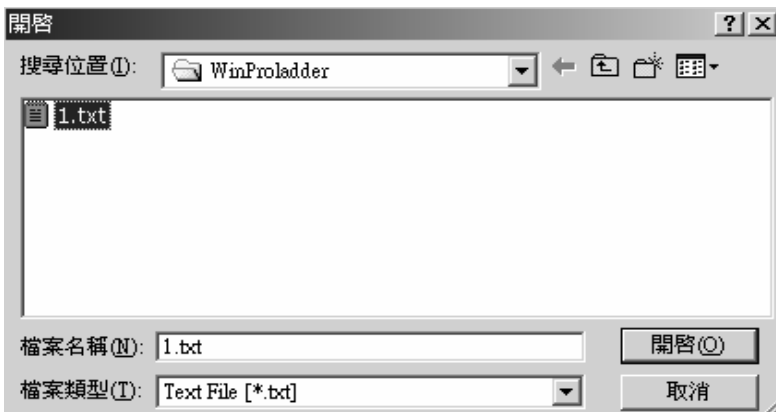 開啓
搜尋位置(I): WinProladder
1.txt
檔案名稱(N): 1.txt 開啓(O)
檔案類型(T): Text File [*.txt] 取消